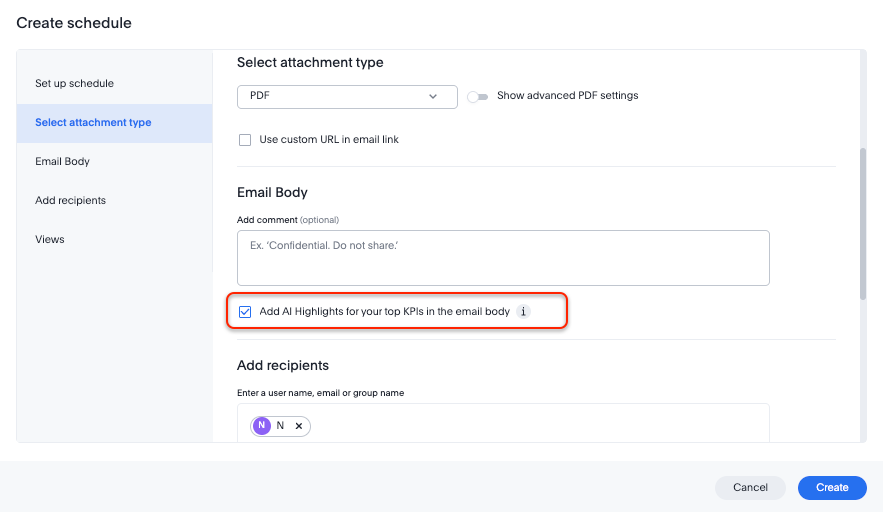 Create schedule
Set up schedule
Select attachment type
Email Body
Add recipients
Views
Select attachment type
PDF
Show advanced PDF settings
Use custom URL in email link
Email Body
Add comment (optional)
Ex. 'Confidential. Do not share.'
Add AI Highlights for your top KPIs in the email body i
Add recipients
Enter a user name, email or group name
N N ×
Cancel
Create